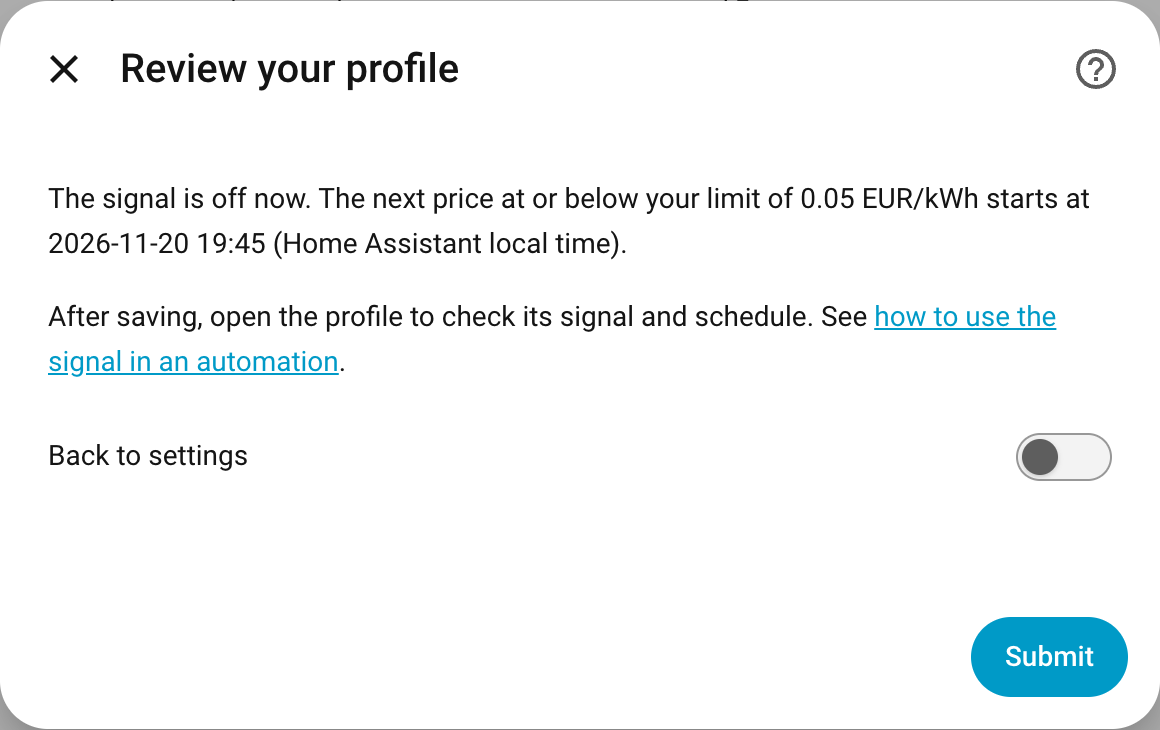 Review your profile
The signal is off now. The next price at or below your limit of 0.05 EUR/kWh starts at
2026-11-20 19:45 (Home Assistant local time).
After saving, open the profile to check its signal and schedule. See how to use the
signal in an automation.
Back to settings
Submit